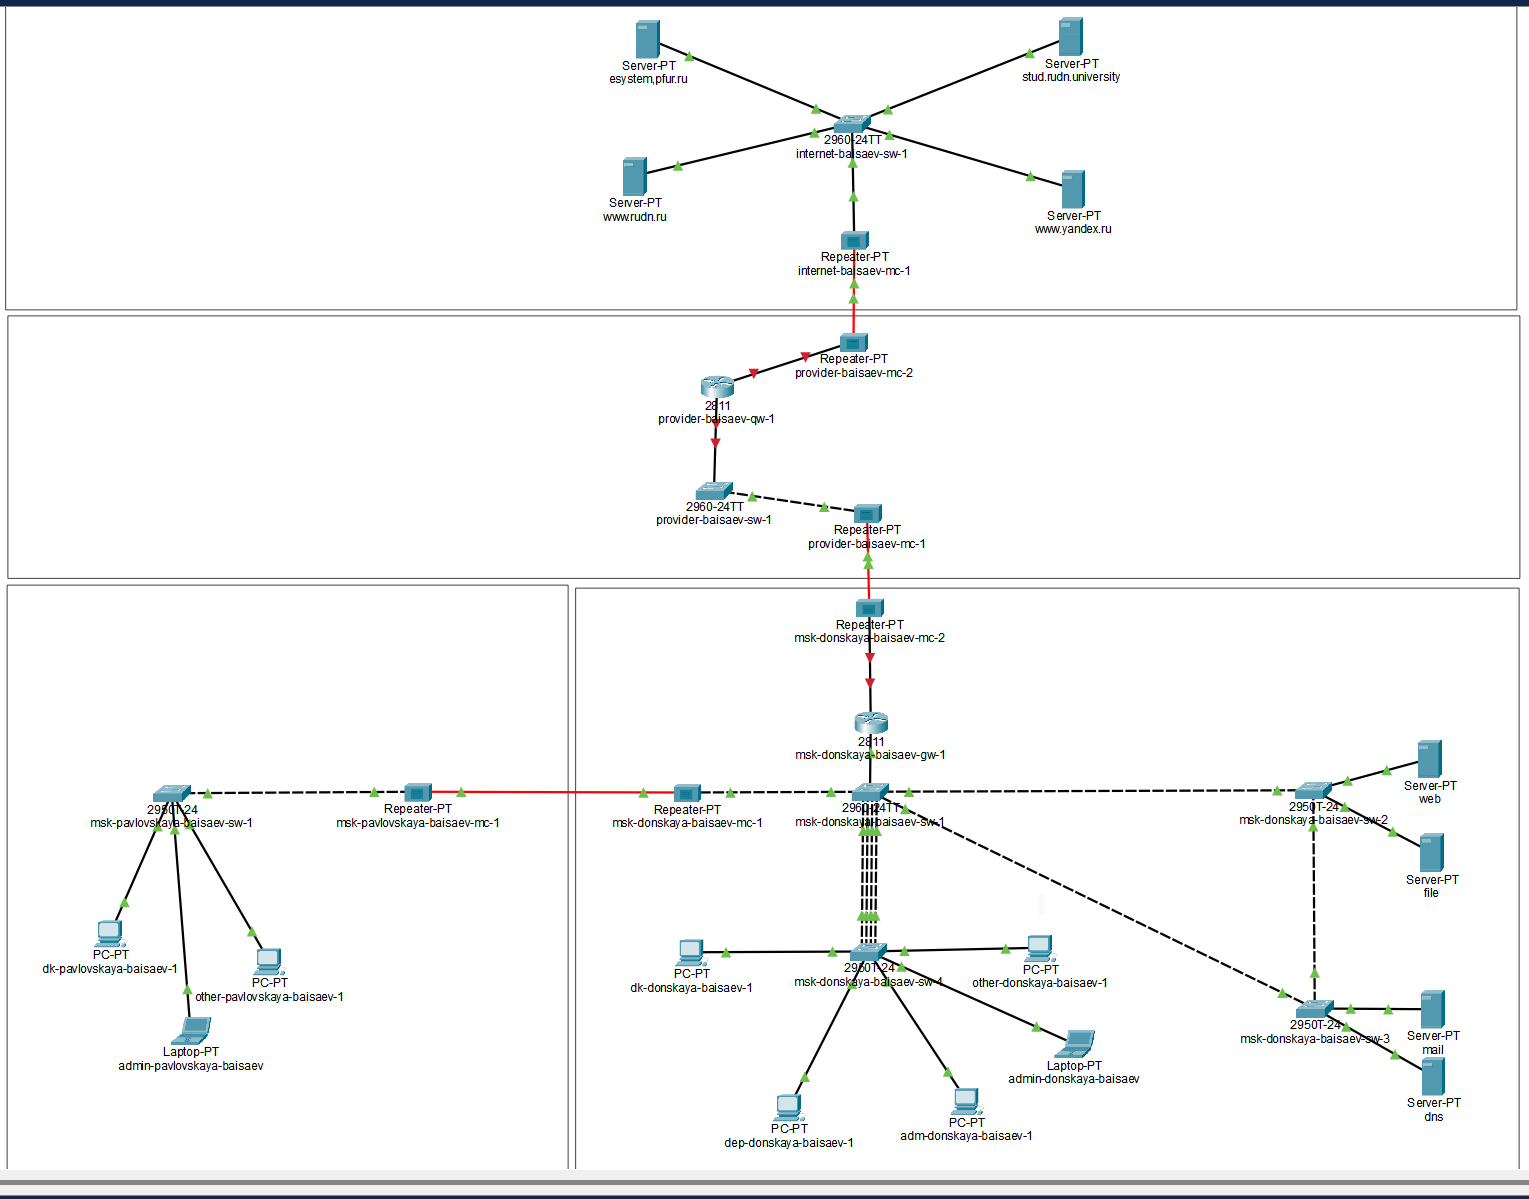 Server-PT
esystem,pfur.ru
Server-PT
stud.rudn.university
2960-24TT
internet-baisaev-sw-1
Server-PT
www.rudn.ru
Server-PT
www.yandex.ru
Repeater-PT
internet-baisaev-mc-1
Repeater-PT
provider-baisaev-mc-2
2811
provider-baisaev-qw-1
2960-24TT
provider-baisaev-sw-1
Repeater-PT
provider-baisaev-mc-1
Repeater-PT
msk-donskaya-baisaev-mc-2
2811
msk-donskaya-baisaev-gw-1
2950T-24
msk-pavlovskaya-baisaev-sw-1
Repeater-PT
msk-pavlovskaya-baisaev-mc-1
Repeater-PT
msk-donskaya-baisaev-mc-1
2960-24TT
msk-donskaya-baisaev-sw-1
2950T-24
msk-donskaya-baisaev-sw-2
Server-PT
web
Server-PT
file
PC-PT
dk-pavlovskaya-baisaev-1
PC-PT
other-pavlovskaya-baisaev-1
Laptop-PT
admin-pavlovskaya-baisaev
PC-PT
dk-donskaya-baisaev-1
2950T-24
msk-donskaya-baisaev-sw-4
PC-PT
other-donskaya-baisaev-1
Laptop-PT
admin-donskaya-baisaev
PC-PT
dep-donskaya-baisaev-1
PC-PT
adm-donskaya-baisaev-1
2950T-24
msk-donskaya-baisaev-sw-3
Server-PT
mail
Server-PT
dns